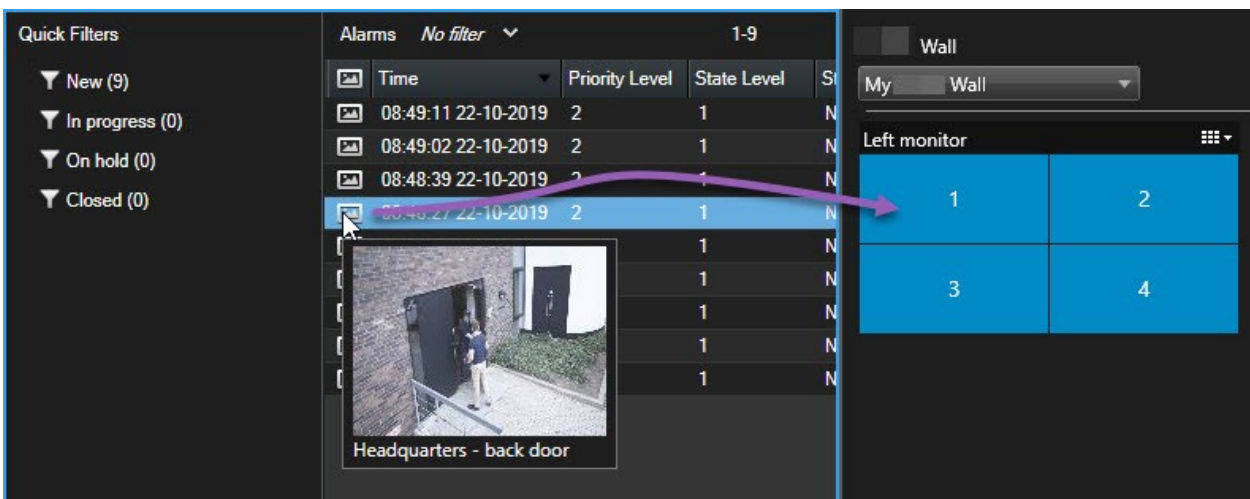 Quick Filters
New (9)
In progress (0)
On hold (0)
Closed (0)
Alarms No filter 1-9
Time Priority Level State Level
08:49:11 22-10-2019 2 1 N
08:49:02 22-10-2019 2 1 N
08:48:39 22-10-2019 2 1 N
22-10-2019 2 1 N
1 N
1 N
1 N
1 N
1 N
Headquarters - back door
Wall
My Wall
Left monitor
1 2
3 4